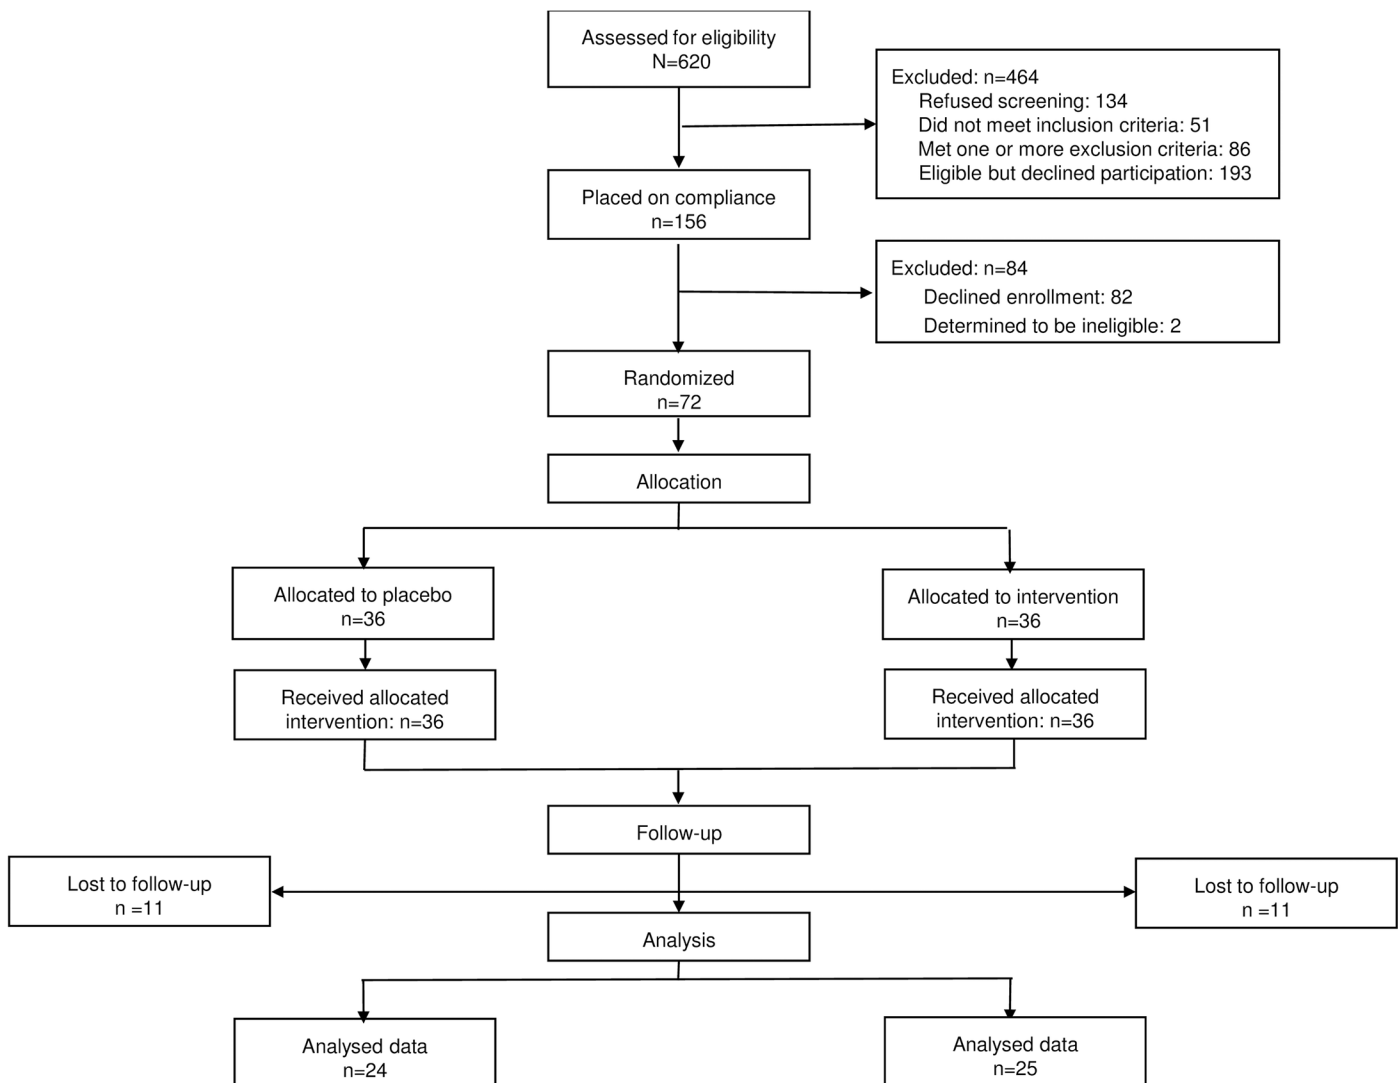 Assessed for eligibility
N=620
Excluded: n=464
Refused screening: 134
Did not meet inclusion criteria: 51
Met one or more exclusion criteria: 86
Eligible but declined participation: 193
Placed on compliance
n=156
Excluded: n=84
Declined enrollment: 82
Determined to be ineligible: 2
Randomized
n=72
Allocation
Allocated to placebo
n=36
Allocated to intervention
n=36
Received allocated
intervention: n=36
Received allocated
intervention: n=36
Follow-up
Lost to follow-up
n =11
Lost to follow-up
n =11
Analysis
Analysed data
n=24
Analysed data
n=25